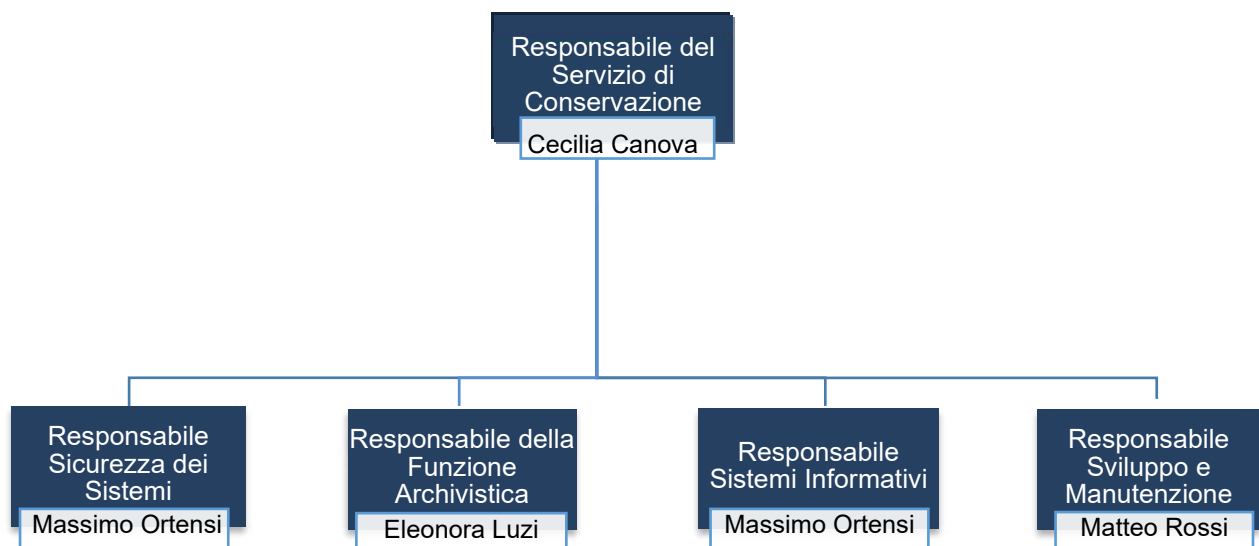 Responsabile del
Servizio di
Conservazione
Cecilia Canova
Responsabile
Sicurezza dei
Sistemi
Massimo Ortensi
Responsabile della
Funzione
Archivistica
Eleonora Luzi
Responsabile
Sistemi Informativi
Massimo Ortensi
Responsabile
Sviluppo e
Manutenzione
Matteo Rossi